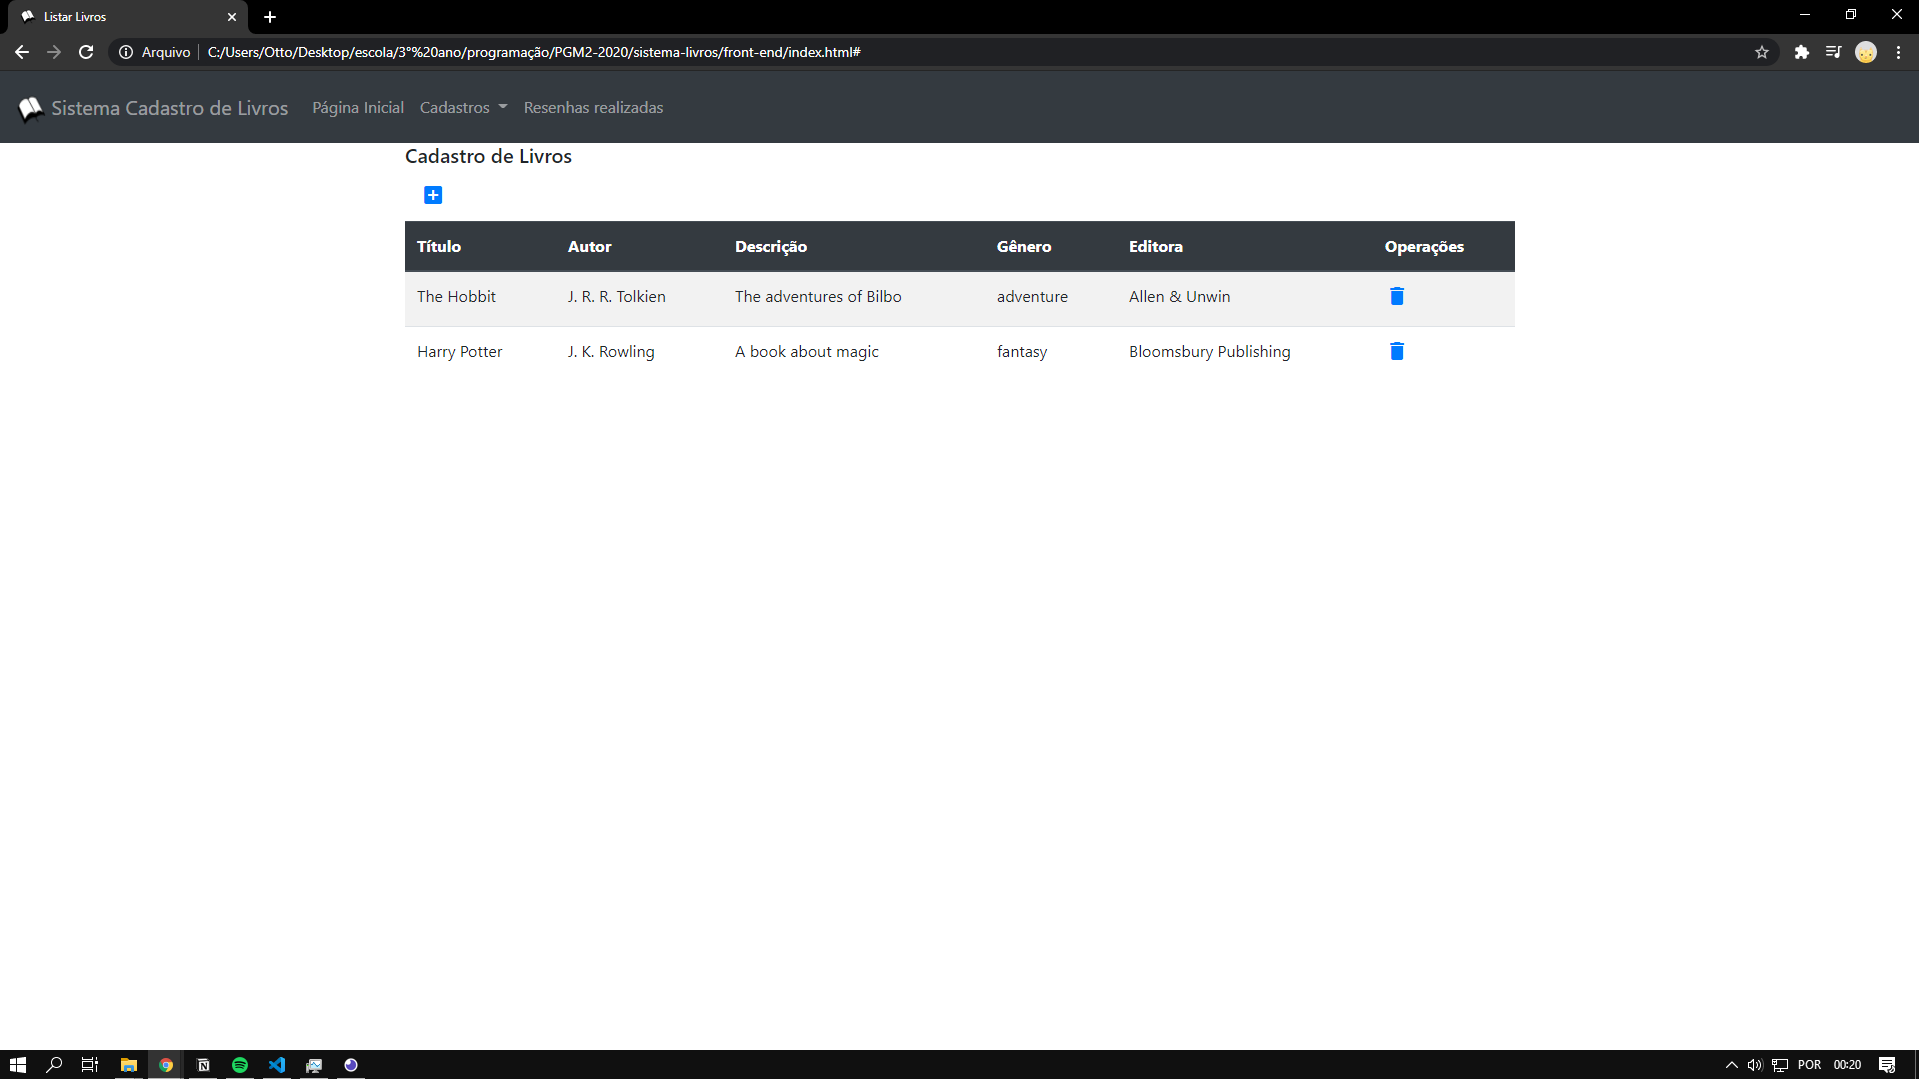 Listar Livros
Arquivo C:/Users/Otto/Desktop/escola/3°%20ano/programação/PGM2-2020/sistema-livros/front-end/index.html#
Sistema Cadastro de Livros Página Inicial Cadastros Resenhas realizadas
Cadastro de Livros
Título Autor Descrição Gênero Editora Operações
The Hobbit J. R. R. Tolkien The adventures of Bilbo adventure Allen & Unwin
Harry Potter J. K. Rowling A book about magic fantasy Bloomsbury Publishing
POR 00:20